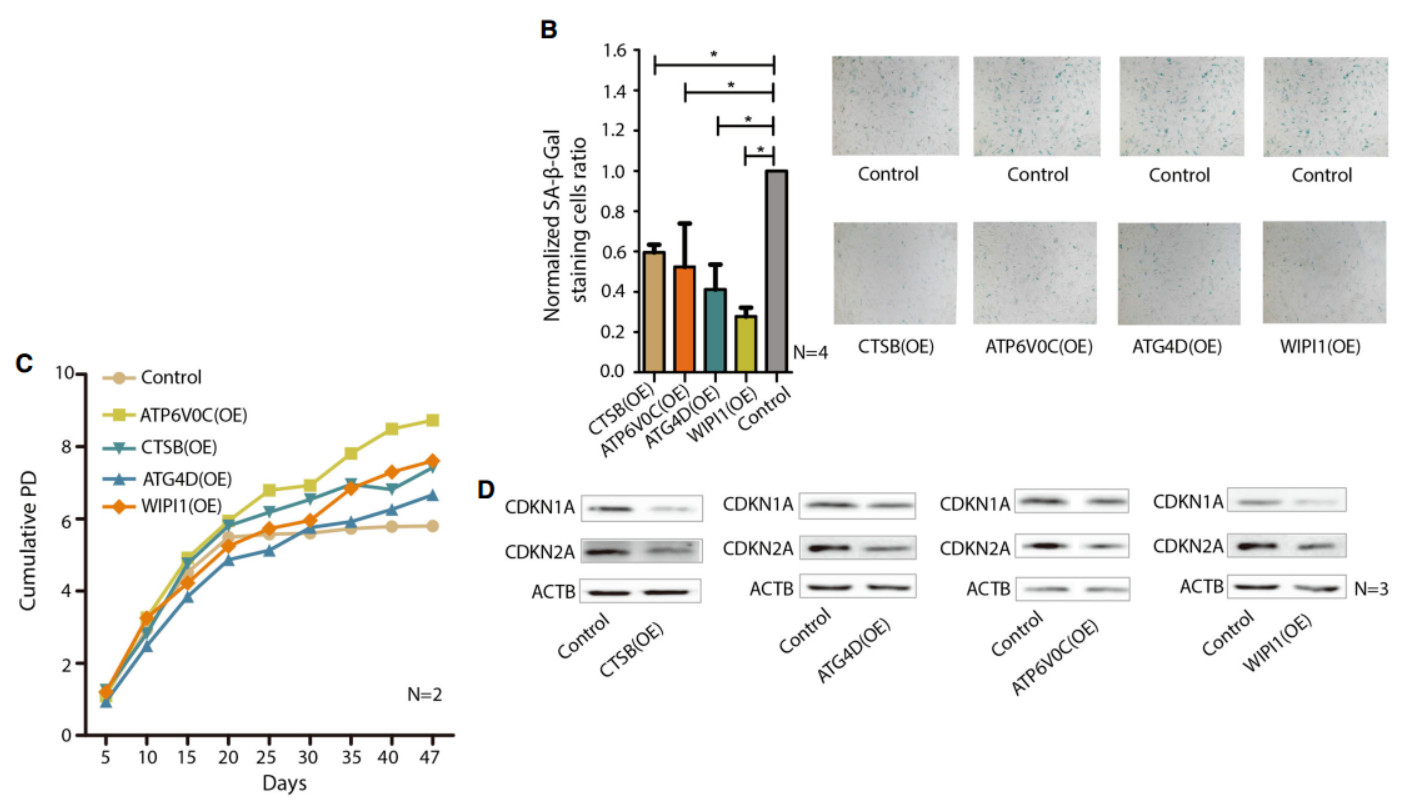 B
1.6
1.4
1.2
1.0
0.8
0.6
0.4
0.2
0.0
Normalized SA-β-Gal
staining cells ratio
*
*
*
*
N=4
CTSB(OE)
ATP6V0C(OE)
ATG4D(OE)
WIPI1(OE)
Control
Control
Control
Control
Control
CTSB(OE)
ATP6V0C(OE)
ATG4D(OE)
WIPI1(OE)
C
10
8
6
4
2
0
Cumulative PD
Control
ATP6V0C(OE)
CTSB(OE)
ATG4D(OE)
WIPI1(OE)
N=2
5 10 15 20 25 30 35 40 47
Days
D
CDKN1A
CDKN2A
ACTB
Control
CTSB(OE)
CDKN1A
CDKN2A
ACTB
Control
ATG4D(OE)
CDKN1A
CDKN2A
ACTB
Control
ATP6V0C(OE)
CDKN1A
CDKN2A
ACTB
Control
WIPI1(OE)
N=3